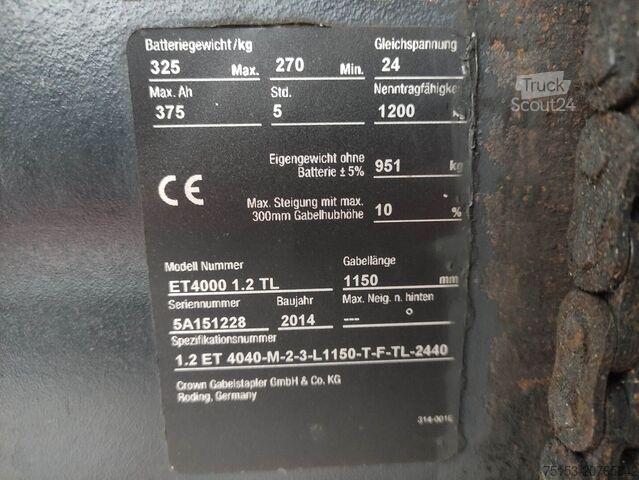 Batteriegewicht/kg Gleichspannung
325 Max. 270 Min. 24
Max. Ah Std. Nenntragfähigkei
375 5 1200 kg
Truck
Scout24
Eigengewicht ohne
Batterie ± 5% 951 kg
CE
Max. Steigung mit max.
300mm Gabelhubhöhe 10 %
Modell Nummer Gabellänge
ET4000 1.2 TL 1150 mm
Seriennummer Baujahr Max. Neig. n. hinten
5A151228 2014 --- °
Spezifikationsnummer
1.2 ET 4040-M-2-3-L1150-T-F-TL-2440
Crown Gabelstapler GmbH & Co. KG
Roding, Germany